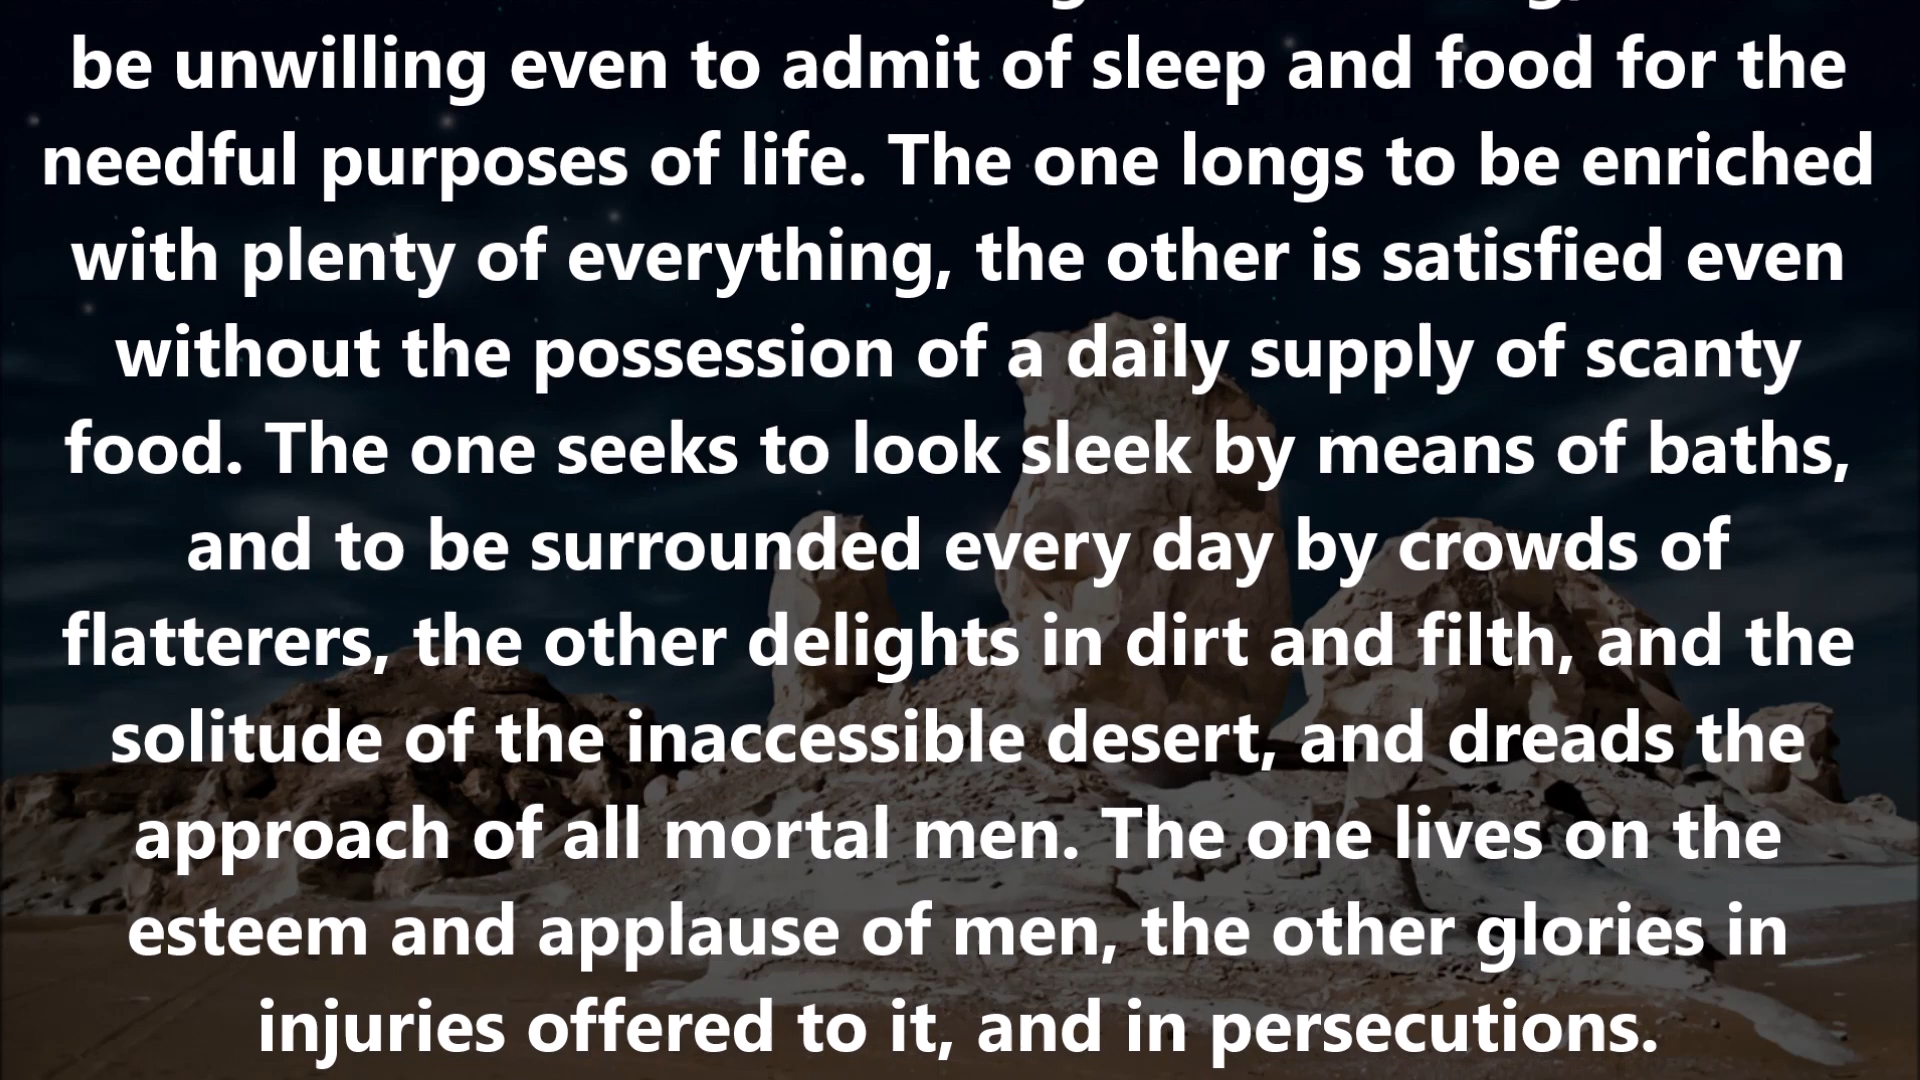 be unwilling even to admit of sleep and food for the
needful purposes of life. The one longs to be enriched
with plenty of everything, the other is satisfied even
without the possession of a daily supply of scanty
food. The one seeks to look sleek by means of baths,
and to be surrounded every day by crowds of
flatterers, the other delights in dirt and filth, and the
solitude of the inaccessible desert, and dreads the
approach of all mortal men. The one lives on the
esteem and applause of men, the other glories in
injuries offered to it, and in persecutions.